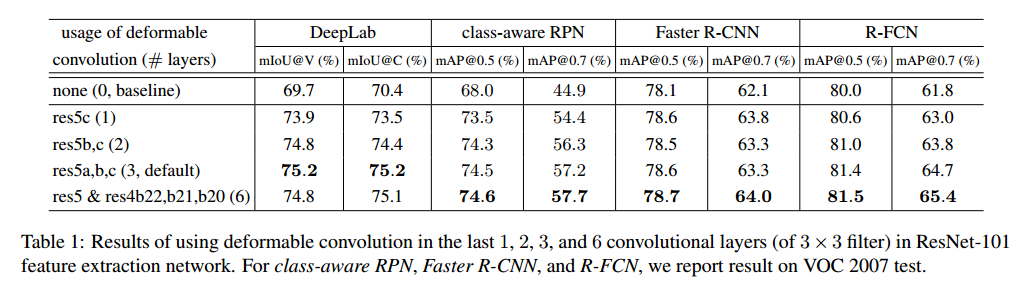 usage of deformable DeepLab class-aware RPN Faster R-CNN R-FCN
convolution (# layers) mIoU@V (%) mIoU@C (%) mAP@0.5 (%) mAP@0.7 (%) mAP@0.5 (%) mAP@0.7 (%) mAP@0.5 (%) mAP@0.7 (%)
none (0, baseline) 69.7 70.4 68.0 44.9 78.1 62.1 80.0 61.8
res5c (1) 73.9 73.5 73.5 54.4 78.6 63.8 80.6 63.0
res5b,c (2) 74.8 74.4 74.3 56.3 78.5 63.3 81.0 63.8
res5a,b,c (3, default) 75.2 75.2 74.5 57.2 78.6 63.3 81.4 64.7
res5 & res4b22,b21,b20 (6) 74.8 75.1 74.6 57.7 78.7 64.0 81.5 65.4
Table 1: Results of using deformable convolution in the last 1, 2, 3, and 6 convolutional layers (of 3 × 3 filter) in ResNet-101
feature extraction network. For class-aware RPN, Faster R-CNN, and R-FCN, we report result on VOC 2007 test.